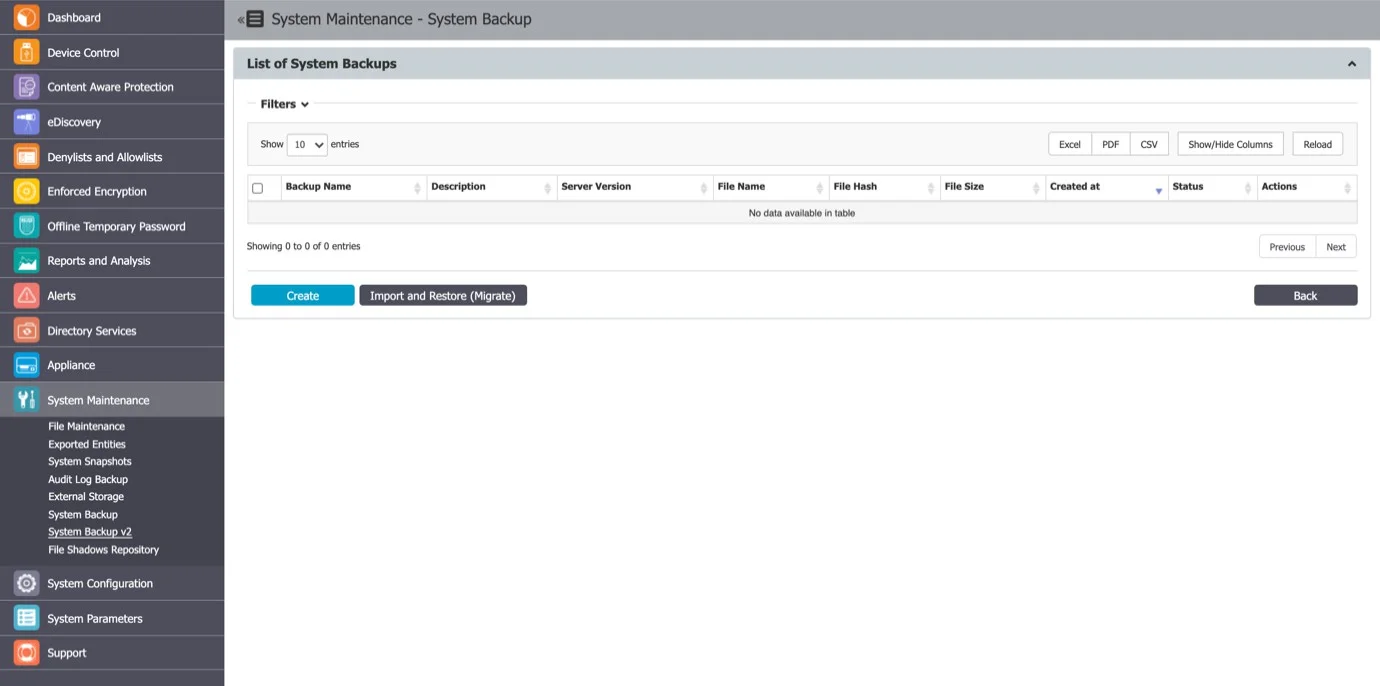 Dashboard
Device Control
Content Aware Protection
eDiscovery
Denylists and Allowlists
Enforced Encryption
Offline Temporary Password
Reports and Analysis
Alerts
Directory Services
Appliance
System Maintenance
File Maintenance
Exported Entities
System Snapshots
Audit Log Backup
External Storage
System Backup
System Backup v2
File Shadows Repository
System Configuration
System Parameters
Support
« System Maintenance - System Backup
List of System Backups
Filters
Show 10 entries
Excel PDF CSV Show/Hide Columns Reload
Backup Name Description Server Version File Name File Hash File Size Created at Status Actions
No data available in table
Showing 0 to 0 of 0 entries
Previous Next
Create Import and Restore (Migrate) Back